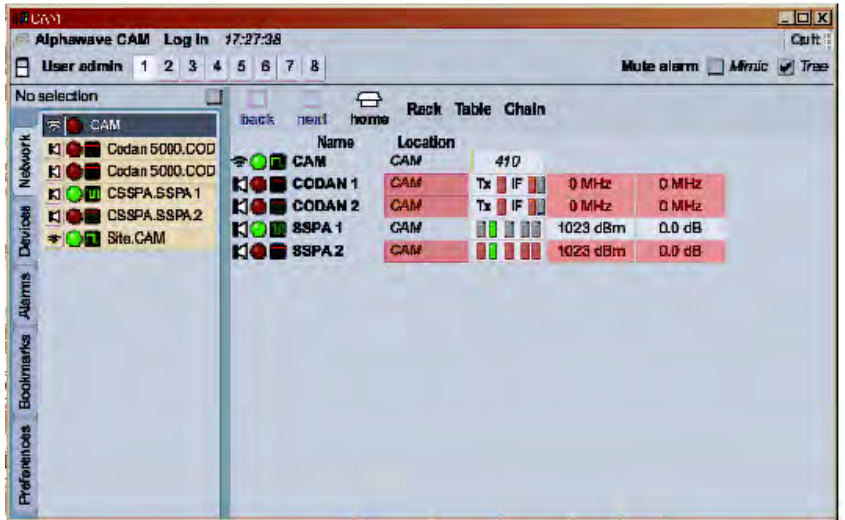 CAM
Alphawave CAM Log In 17:27:38 Quit
User admin 1 2 3 4 5 6 7 8 Mute alarm Mimic Tree
No selection
back next home Rack Table Chain
Network
Devices
Alarms
Bookmarks
Preferences
CAM
Codan 5000.COD
Codan 5000.COD
CSSPA.SSPA 1
CSSPA.SSPA 2
Site.CAM
Name Location
CAM CAM 410
CODAN 1 CAM Tx IF 0 MHz 0 MHz
CODAN 2 CAM Tx IF 0 MHz 0 MHz
SSPA 1 CAM 1023 dBm 0.0 dB
SSPA 2 CAM 1023 dBm 0.0 dB